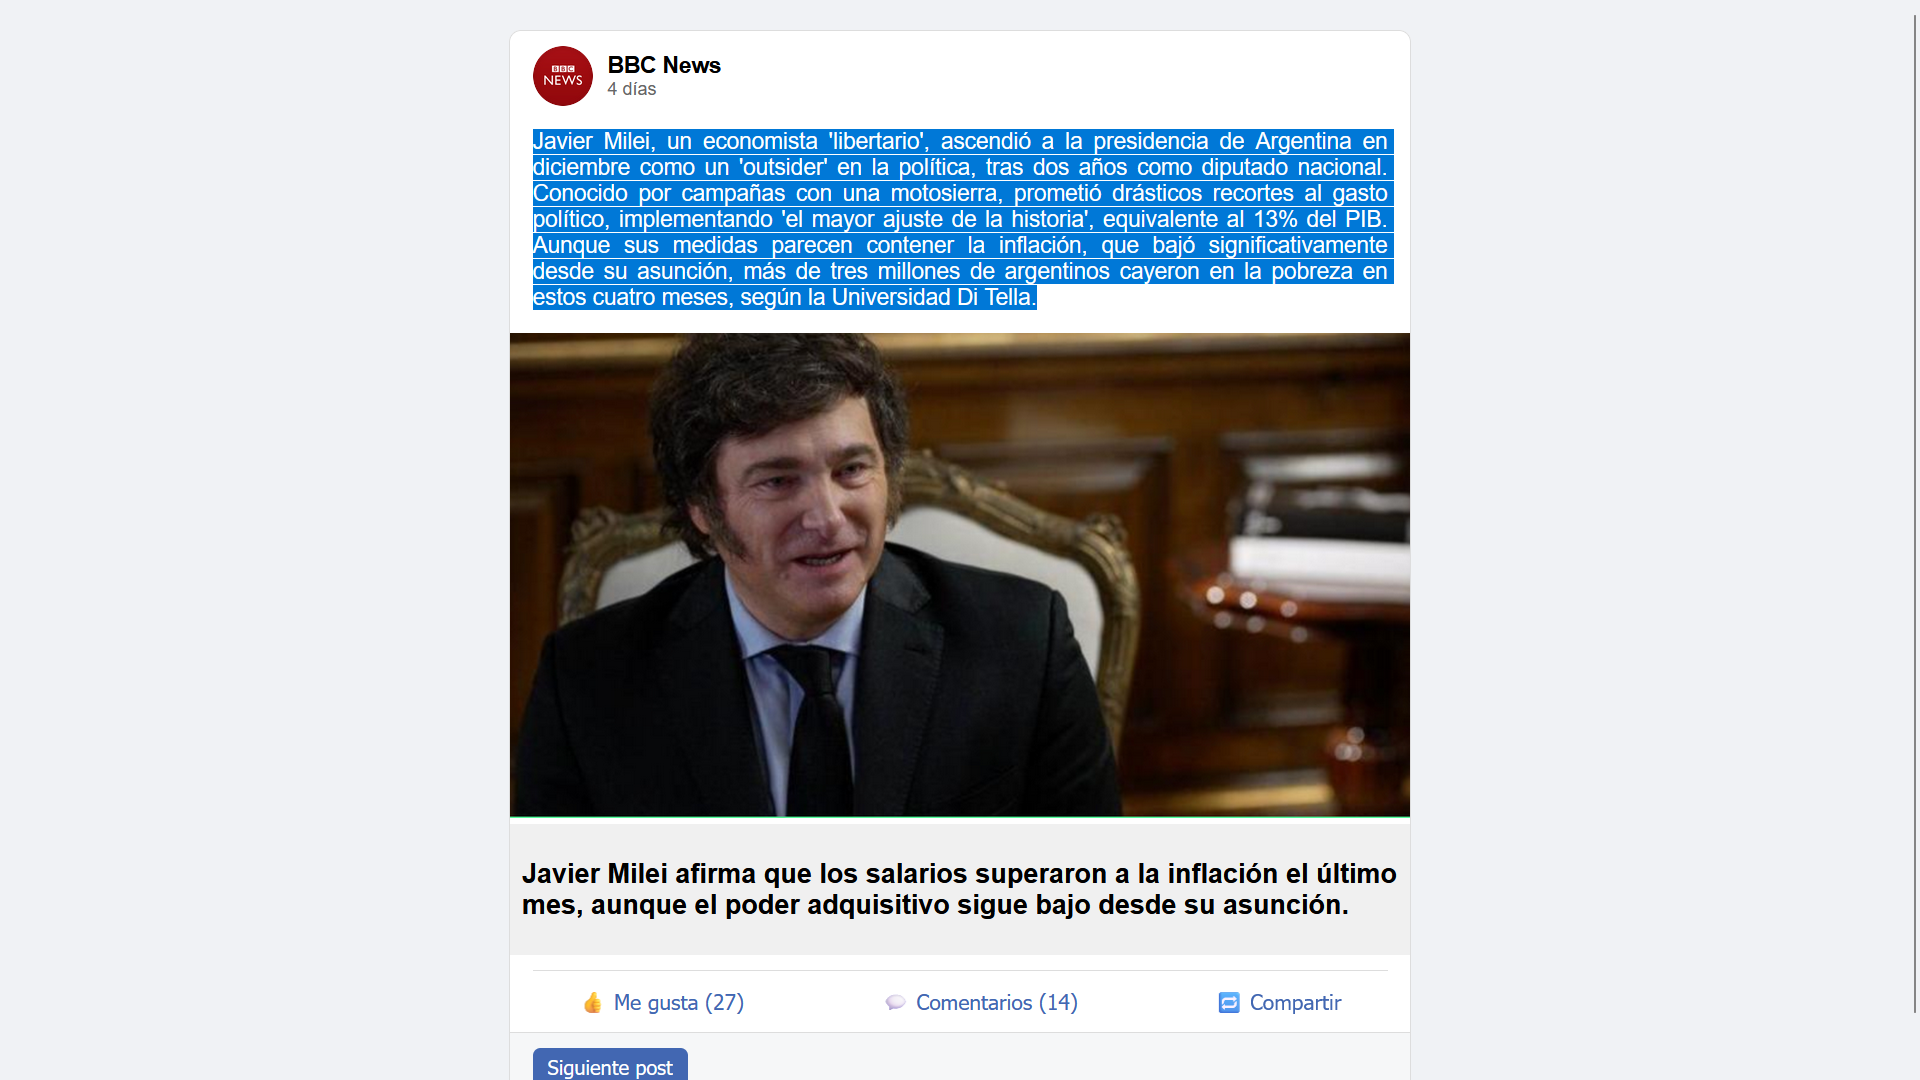 BBC
NEWS
BBC News
4 días
Javier Milei, un economista 'libertario', ascendió a la presidencia de Argentina en
diciembre como un 'outsider' en la política, tras dos años como diputado nacional.
Conocido por campañas con una motosierra, prometió drásticos recortes al gasto
político, implementando 'el mayor ajuste de la historia', equivalente al 13% del PIB.
Aunque sus medidas parecen contener la inflación, que bajó significativamente
desde su asunción, más de tres millones de argentinos cayeron en la pobreza en
estos cuatro meses, según la Universidad Di Tella.
Javier Milei afirma que los salarios superaron a la inflación el último
mes, aunque el poder adquisitivo sigue bajo desde su asunción.
Me gusta (27) Comentarios (14) Compartir
Siguiente post